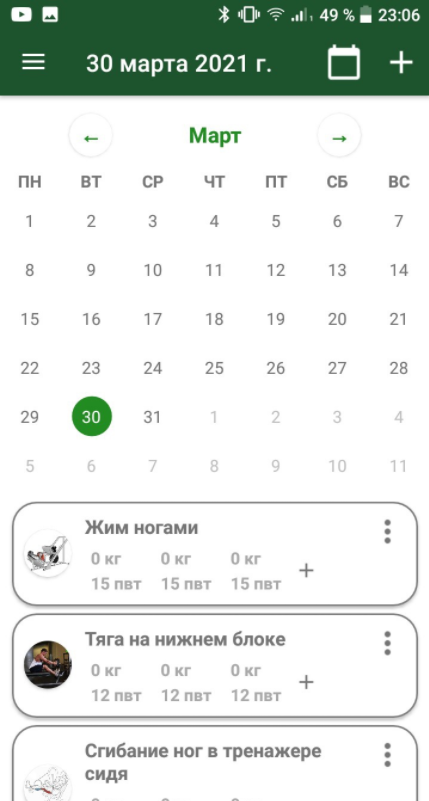 49 % 23:06
30 марта 2021 г.
← Март →
ПН ВТ СР ЧТ ПТ СБ ВС
1 2 3 4 5 6 7
8 9 10 11 12 13 14
15 16 17 18 19 20 21
22 23 24 25 26 27 28
29 30 31 1 2 3 4
5 6 7 8 9 10 11
Жим ногами
0 кг 0 кг 0 кг
15 пвт 15 пвт 15 пвт +
Тяга на нижнем блоке
0 кг 0 кг 0 кг
12 пвт 12 пвт 12 пвт +
Сгибание ног в тренажере
сидя